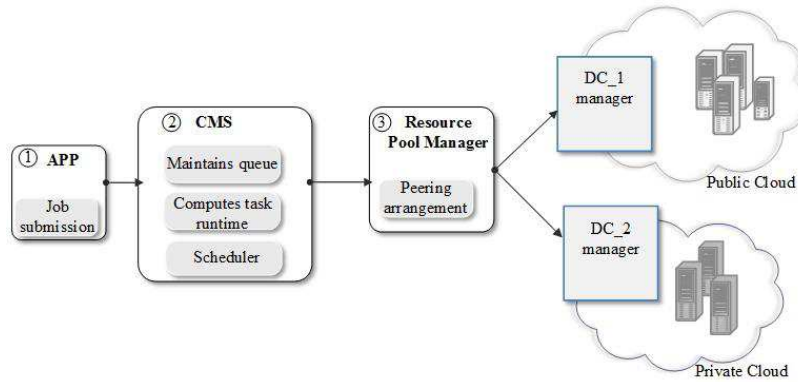 ① APP
Job
submission
② CMS
Maintains queue
Computes task
runtime
Scheduler
③ Resource
Pool Manager
Peering
arrangement
DC_1
manager
Public Cloud
DC_2
manager
Private Cloud